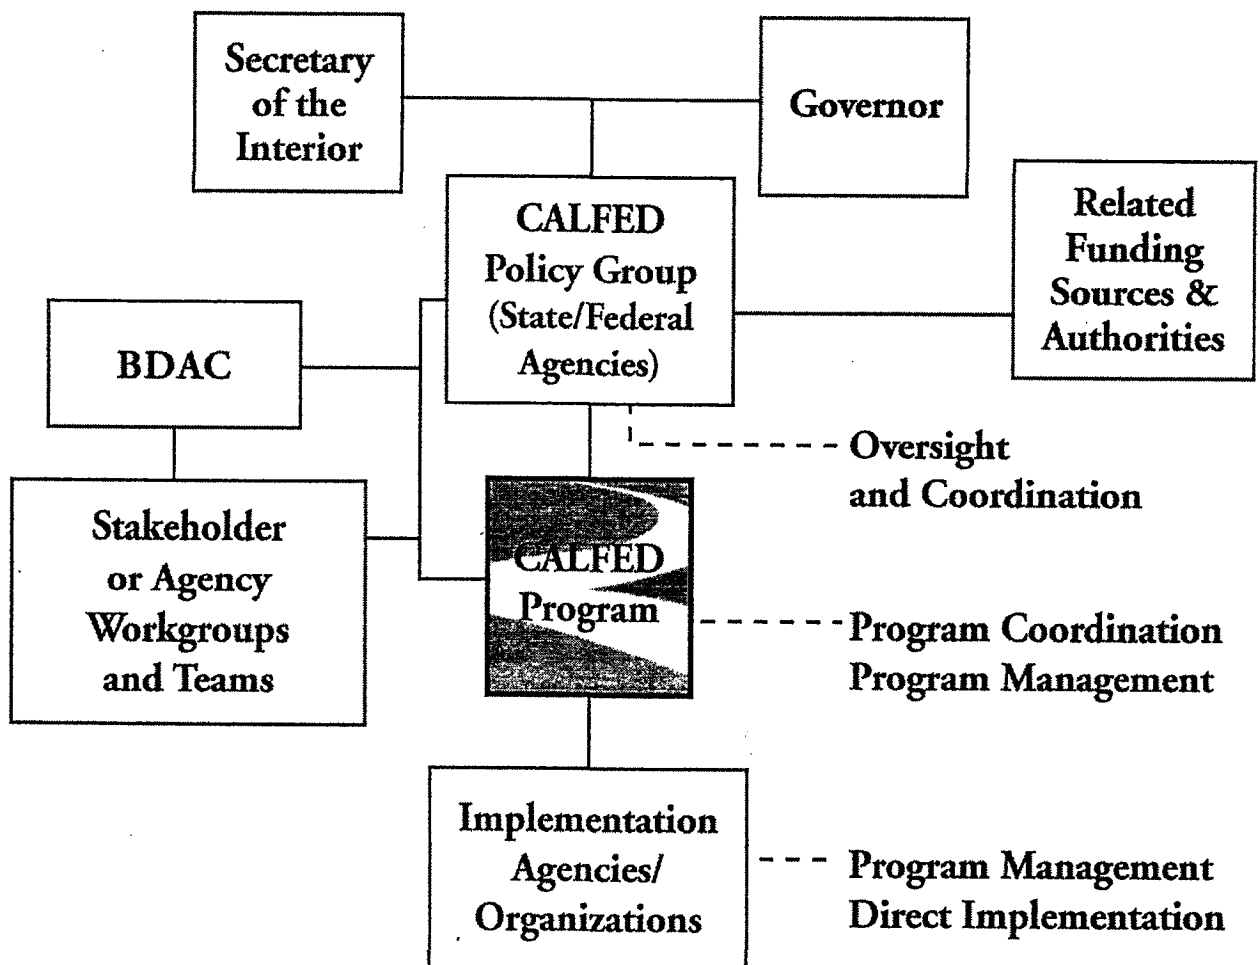 Secretary
of the
Interior
Governor
CALFED
Policy Group
(State/Federal
Agencies)
Related
Funding
Sources &
Authorities
BDAC
Oversight
and Coordination
Stakeholder
or Agency
Workgroups
and Teams
CALFED
Program
Program Coordination
Program Management
Implementation
Agencies/
Organizations
Program Management
Direct Implementation